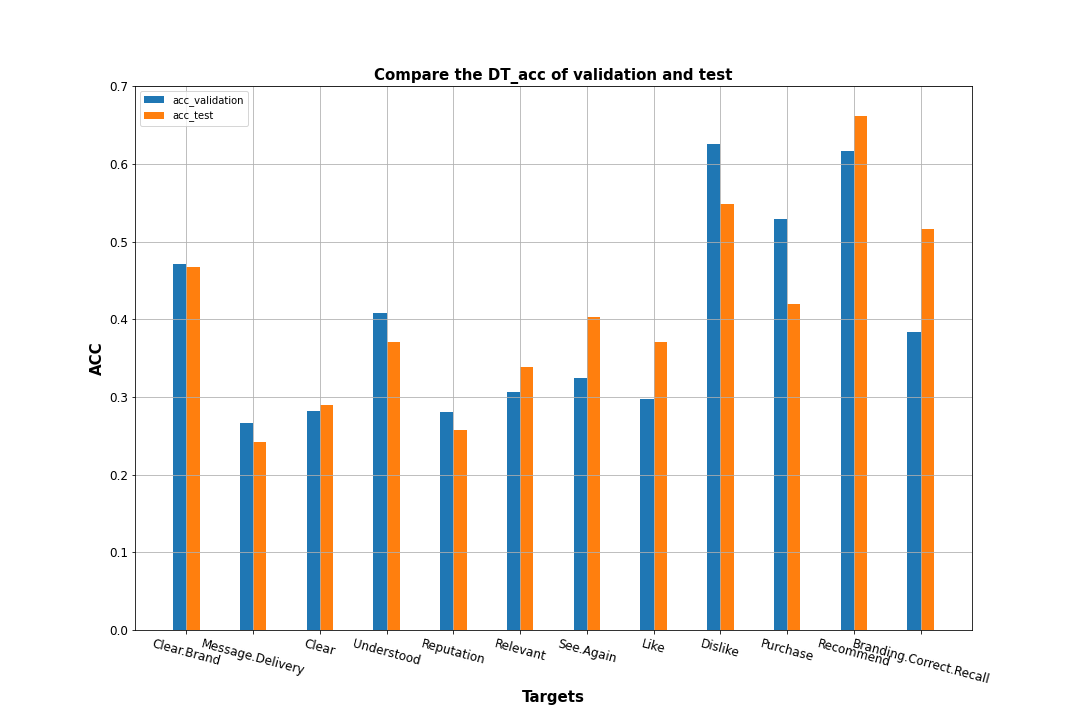 Compare the DT_acc of validation and test
acc_validation
acc_test
ACC
0.7
0.6
0.5
0.4
0.3
0.2
0.1
0.0
Clear.Brand
Message.Delivery
Clear
Understood
Reputation
Relevant
See.Again
Like
Dislike
Purchase
Recommend
Branding.Correct.Recall
Targets